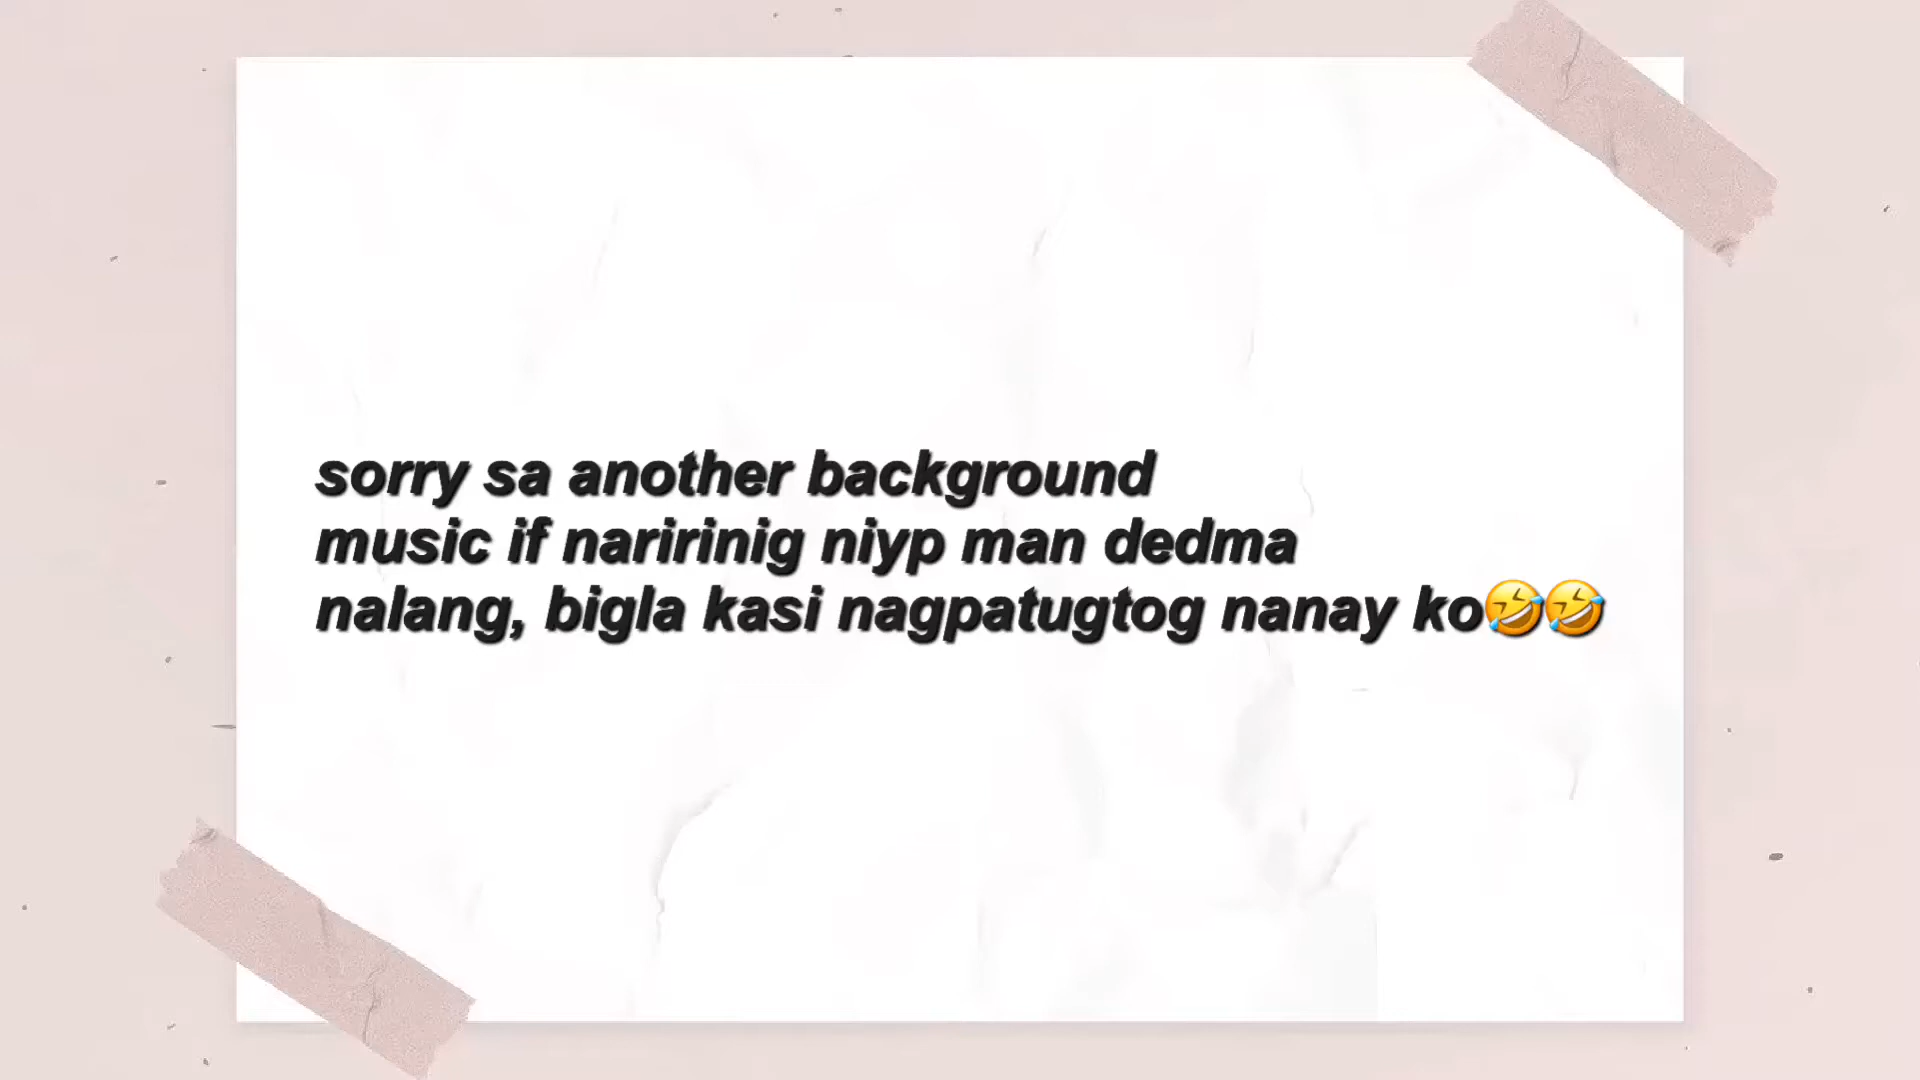 sorry sa another background
music if naririnig niyp man dedma
nalang, bigla kasi nagpatugtog nanay ko🤣🤣